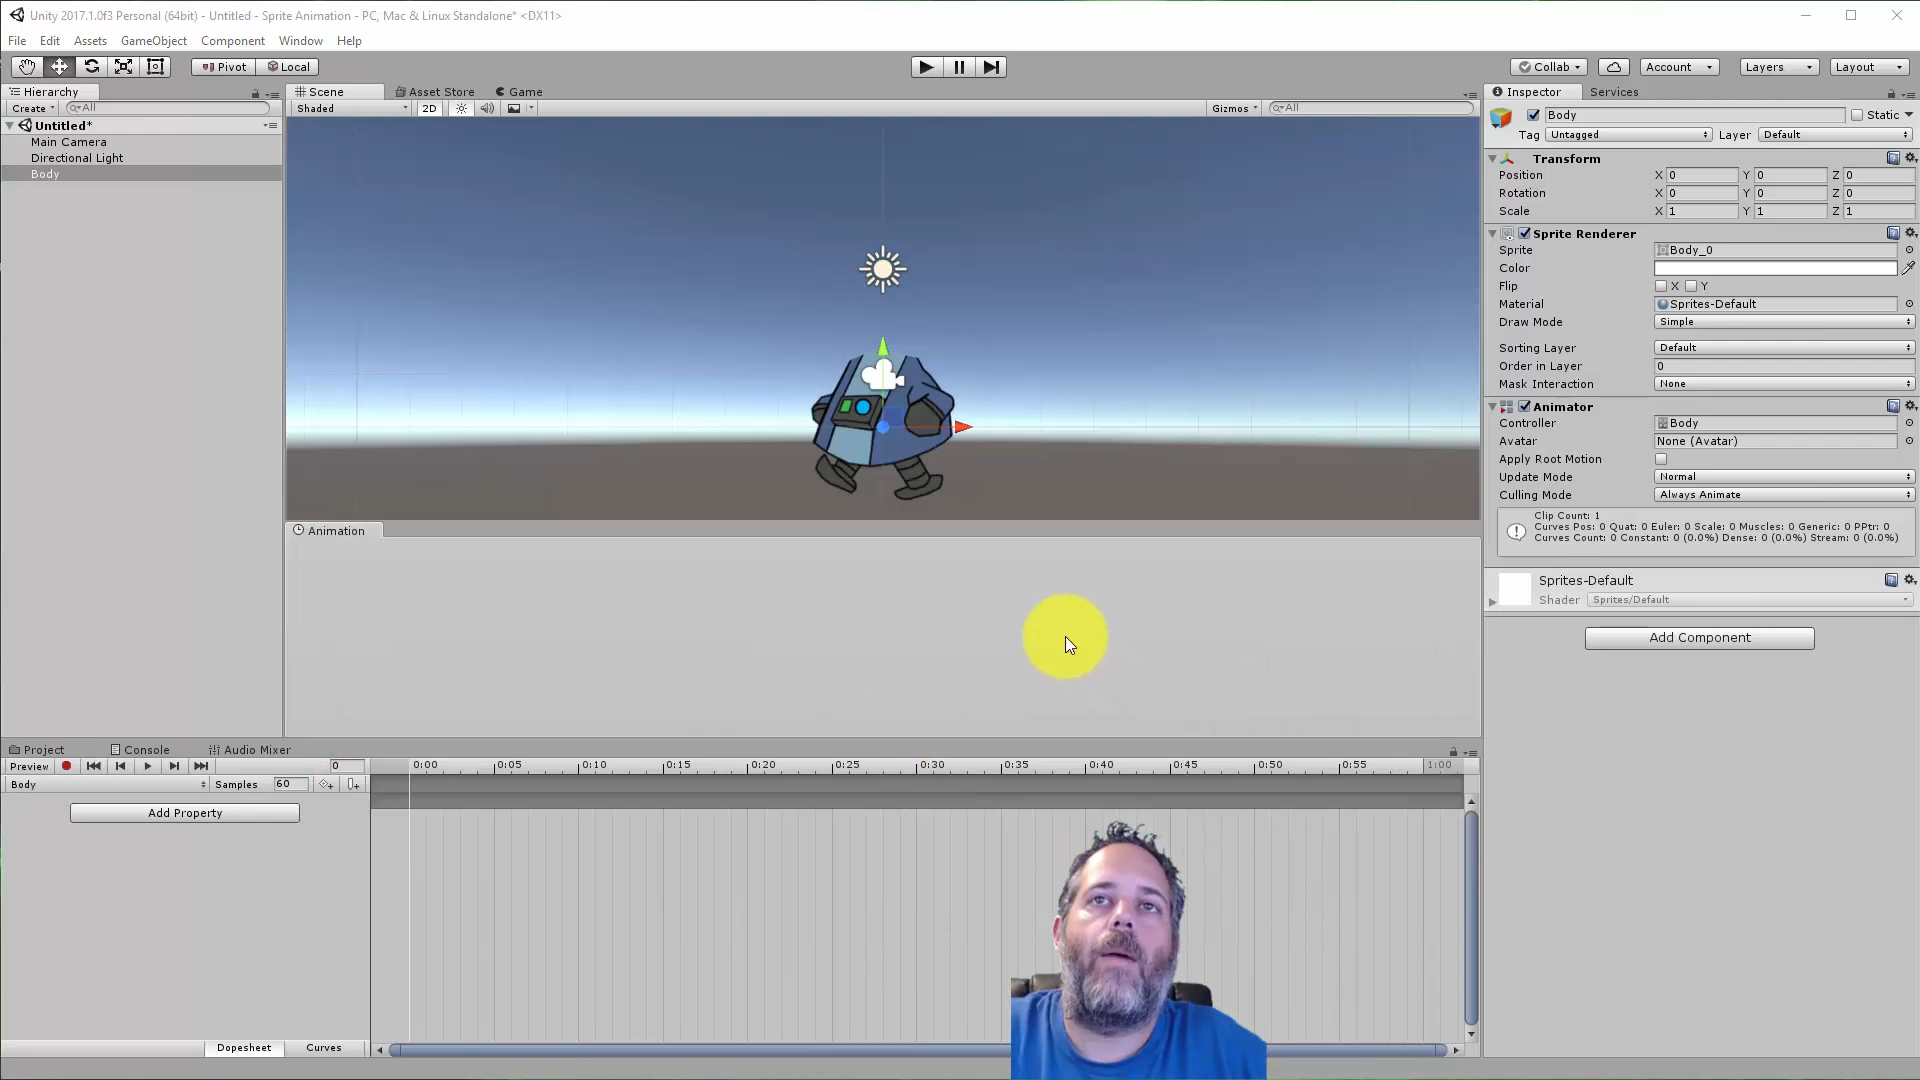 Unity 2017.1.0f3 Personal (64bit) - Untitled - Sprite Animation - PC, Mac & Linux Standalone* <DX11>
File Edit Assets GameObject Component Window Help
Pivot Local Collab Account Layers Layout
Hierarchy Scene Asset Store Game Inspector Services
Create All Shaded 2D Gizmos All
Body Static
Untitled*
Tag Untagged Layer Default
Main Camera
Directional Light
Body
Transform
Position X 0 Y 0 Z 0
Rotation X 0 Y 0 Z 0
Scale X 1 Y 1 Z 1
Sprite Renderer
Sprite Body_0
Color
Flip X Y
Material Sprites-Default
Draw Mode Simple
Sorting Layer Default
Order in Layer 0
Mask Interaction None
Animator
Controller Body
Avatar None (Avatar)
Apply Root Motion
Update Mode Normal
Culling Mode Always Animate
Clip Count: 1
Curves Pos: 0 Quat: 0 Euler: 0 Scale: 0 Muscles: 0 Generic: 0 PPtr: 0
Curves Count: 0 Constant: 0 (0.0%) Dense: 0 (0.0%) Stream: 0 (0.0%)
Animation
Sprites-Default
Shader Sprites/Default
Add Component
Project Console Audio Mixer
Preview 0 0:00 0:05 0:10 0:15 0:20 0:25 0:30 0:35 0:40 0:45 0:50 0:55 1:00
Body Samples 60
Add Property
Dopesheet Curves